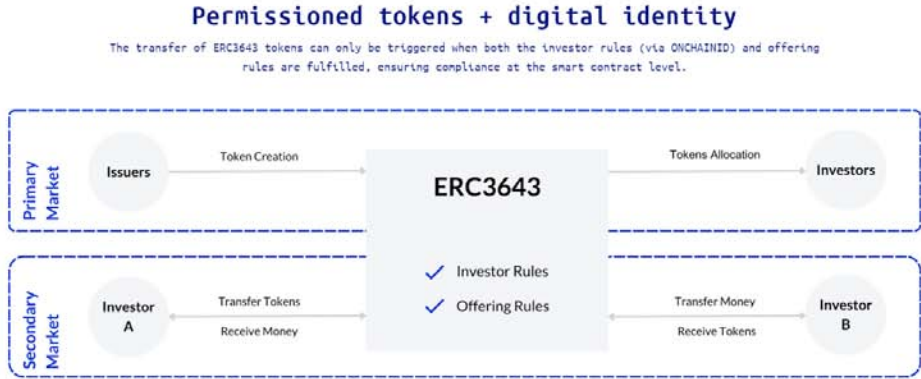 Permissioned tokens + digital identity
The transfer of ERC3643 tokens can only be triggered when both the investor rules (via ONCHAINID) and offering
rules are fulfilled, ensuring compliance at the smart contract level.
Primary
Market
Issuers
Token Creation
ERC3643
Tokens Allocation
Investors
Investor Rules
Offering Rules
Secondary
Market
Investor
A
Transfer Tokens
Receive Money
Transfer Money
Receive Tokens
Investor
B